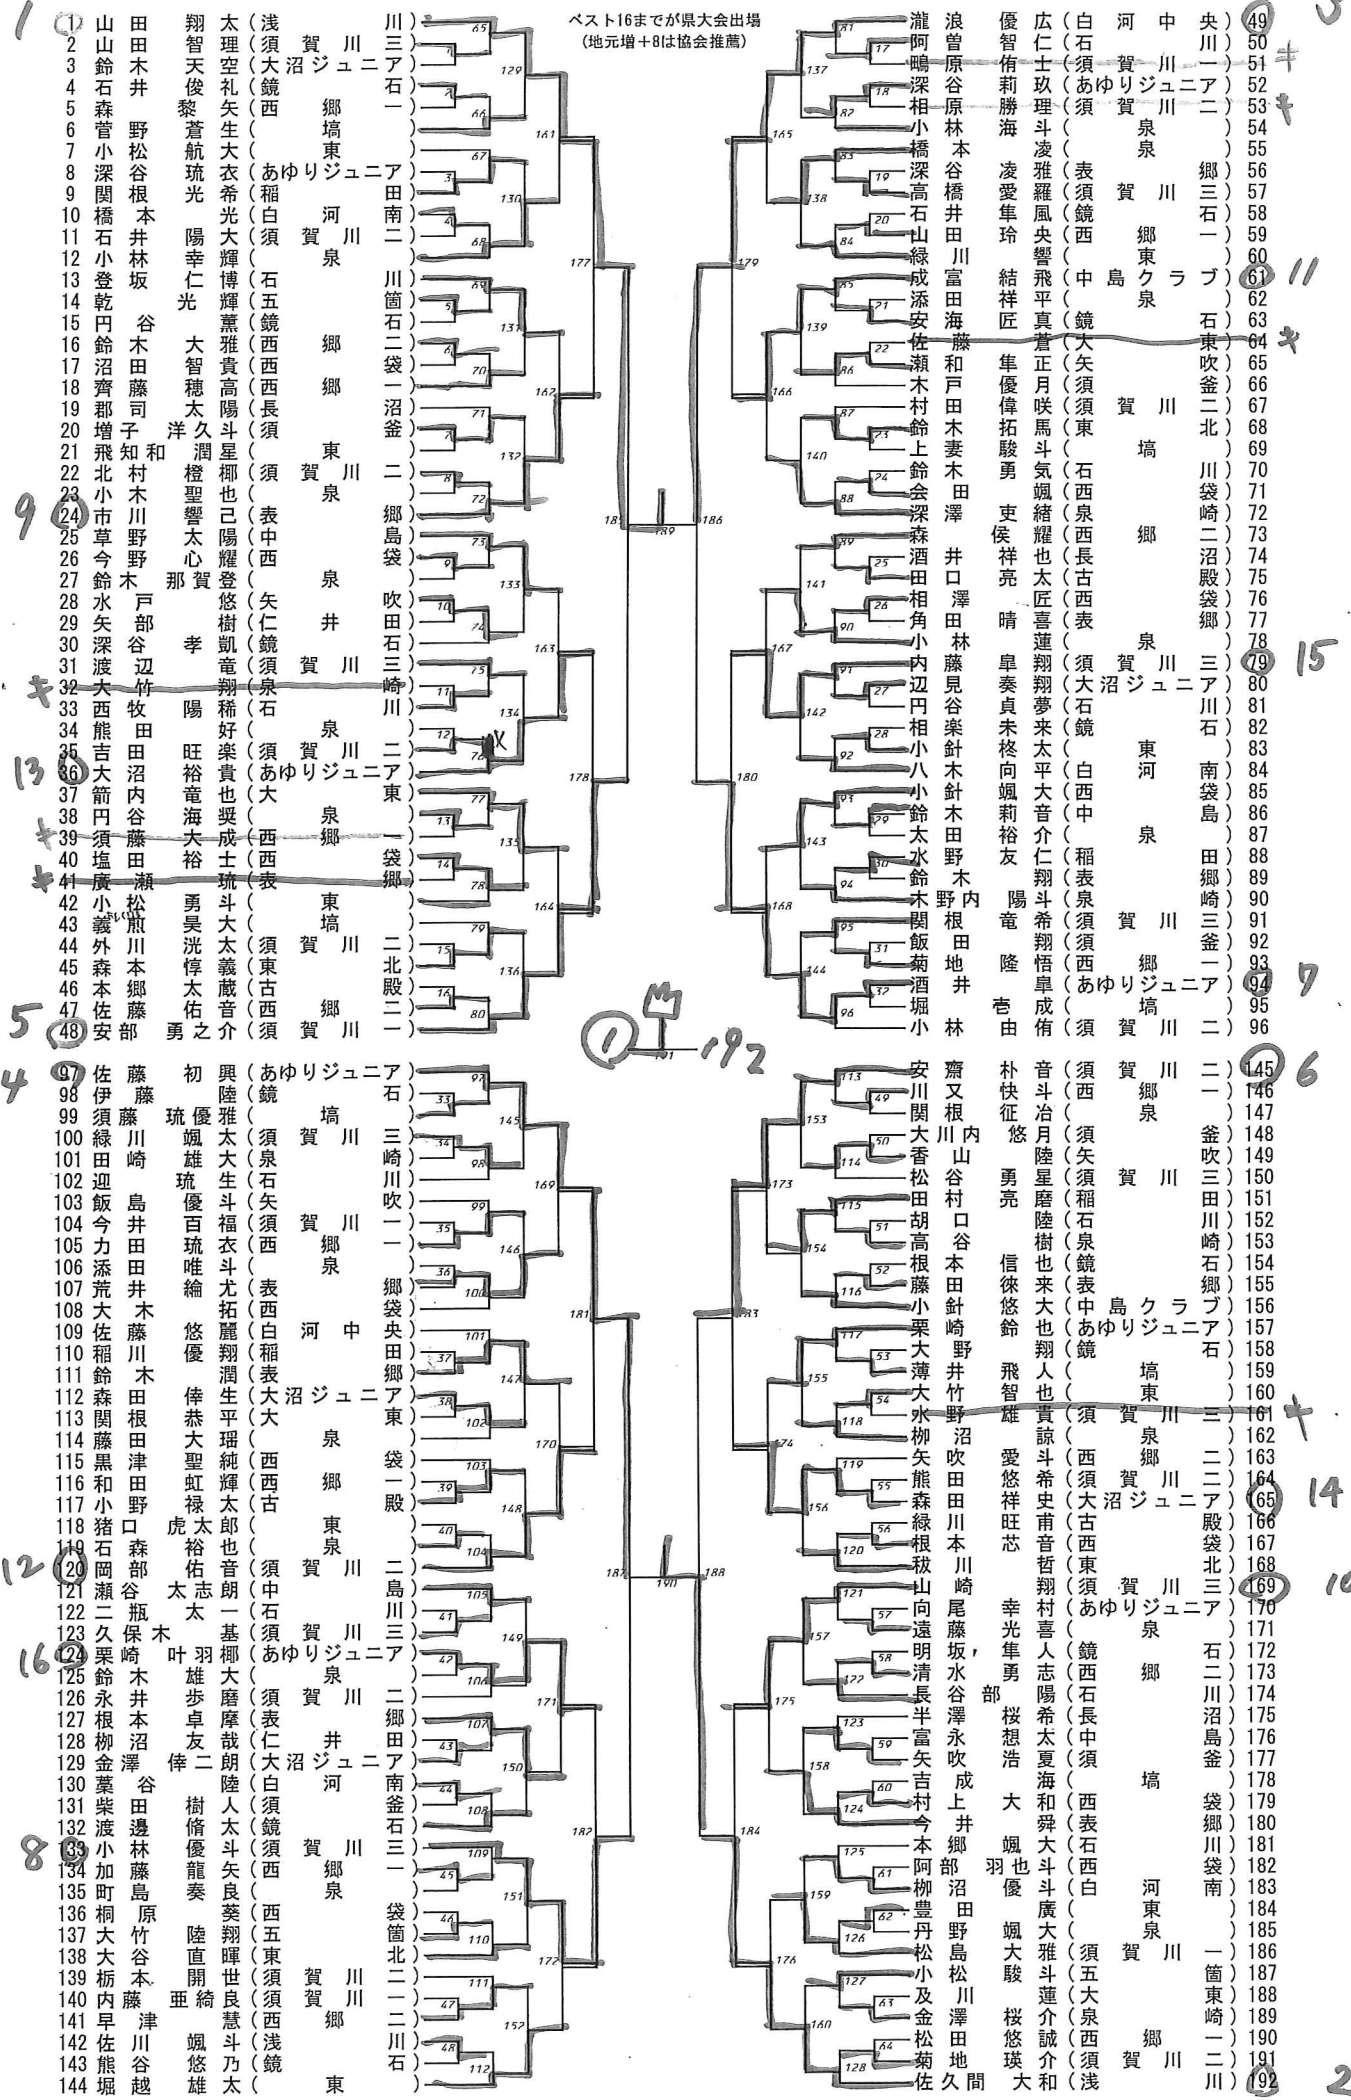 ベスト16までが県大会出場
(地元増+8は協会推薦)
1 山田 翔太(浅川)
2 山田 智理(須賀川三)
3 鈴木 天空(大沼ジュニア)
4 石井 俊礼(鏡石)
5 森 黎矢(西郷一)
6 菅野 蒼生(塙)
7 小松 航大(東)
8 深谷 琉衣(あゆりジュニア)
9 関根 光希(稲田)
10 橋本 光(白河南)
11 石井 陽大(須賀川二)
12 小林 幸輝(泉)
13 登坂 仁博(石川)
14 乾 光輝(五箇)
15 円谷 薫(鏡石)
16 鈴木 大雅(西郷二)
17 沼田 智貴(西袋)
18 齊藤 穂高(西郷一)
19 郡司 太陽(長沼)
20 増子 洋久斗(須釜)
21 飛知和 潤星(東)
22 北村 橙椰(須賀川二)
23 小木 聖也(泉)
24 市川 響己(表郷)
25 草野 太陽(中島)
26 今野 心耀(西袋)
27 鈴木 那賀登(泉)
28 水戸 悠(矢吹)
29 矢部 樹(仁井田)
30 深谷 孝凱(鏡石)
31 渡辺 竜(須賀川三)
32 大竹 翔(泉崎)
33 西牧 陽稀(石川)
34 熊田 好(泉)
35 吉田 旺楽(須賀川二)
36 大沼 裕貴(あゆりジュニア)
37 箭内 竜也(大東)
38 円谷 海奨(泉)
39 須藤 大成(西郷一)
40 塩田 裕士(西袋)
41 廣瀬 琉(表郷)
42 小松 勇斗(東)
43 義煎 昊大(塙)
44 外川 洸太(須賀川二)
45 森本 惇義(東北)
46 本郷 太蔵(古殿)
47 佐藤 佑音(西郷二)
48 安部 勇之介(須賀川一)
瀧浪 優広(白河中央) 49
阿曽 智仁(石川) 50
鴫原 侑士(須賀川一) 51
深谷 莉玖(あゆりジュニア) 52
相原 勝理(須賀川二) 53
小林 海斗(泉) 54
橋本 凌(泉) 55
深谷 凌雅(表郷) 56
高橋 愛羅(須賀川三) 57
石井 隼風(鏡石) 58
山田 玲央(西郷一) 59
緑川 響(東) 60
成富 結飛(中島クラブ) 61
添田 祥平(泉) 62
安海 匠真(鏡石) 63
佐藤 蒼(大東) 64
瀬和 隼正(矢吹) 65
木戸 優月(須釜) 66
村田 偉咲(須賀川二) 67
鈴木 拓馬(東北) 68
上妻 駿斗(塙) 69
鈴木 勇気(石川) 70
会田 颯(西袋) 71
深澤 吏緒(泉崎) 72
森 侯耀(西郷二) 73
酒井 祥也(長沼) 74
田口 亮太(古殿) 75
相澤 匠(西袋) 76
角田 晴喜(表郷) 77
小林 蓮(泉) 78
内藤 皐翔(須賀川三) 79
辺見 奏翔(大沼ジュニア) 80
円谷 貞夢(石川) 81
相楽 未来(鏡石) 82
小針 柊太(東) 83
八木 向平(白河南) 84
小針 颯大(西袋) 85
鈴木 莉音(中島) 86
太田 裕介(泉) 87
水野 友仁(稲田) 88
鈴木 翔(表郷) 89
木野内 陽斗(泉崎) 90
関根 竜希(須賀川三) 91
飯田 翔(須釜) 92
菊地 隆悟(西郷一) 93
酒井 皐(あゆりジュニア) 94
堀 壱成(塙) 95
小林 由侑(須賀川二) 96
① 192
97 佐藤 初興(あゆりジュニア)
98 伊藤 陸(鏡石)
99 須藤 琉優雅(塙)
100 緑川 颯太(須賀川三)
101 田崎 雄大(泉崎)
102 迎 琉生(石川)
103 飯島 優斗(矢吹)
104 今井 百福(須賀川一)
105 力田 琉衣(西郷一)
106 添田 唯斗(泉)
107 荒井 綸尤(表郷)
108 大木 拓(西袋)
109 佐藤 悠麗(白河中央)
110 稲川 優翔(稲田)
111 鈴木 潤(表郷)
112 森田 倖生(大沼ジュニア)
113 関根 恭平(大東)
114 藤田 大瑠(泉)
115 黒津 聖純(西袋)
116 和田 虹輝(西郷一)
117 小野 禄太(古殿)
118 猪口 虎太郎(東)
119 石森 裕也(泉)
120 岡部 佑音(須賀川二)
121 瀬谷 太志朗(中島)
122 二瓶 太一(石川)
123 久保木 基(須賀川三)
124 栗崎 叶羽椰(あゆりジュニア)
125 鈴木 雄大(泉)
126 永井 歩磨(須賀川二)
127 根本 卓摩(表郷)
128 柳沼 友哉(仁井田)
129 金澤 倖二朗(大沼ジュニア)
130 藁谷 陸(白河南)
131 柴田 樹人(須釜)
132 渡邊 脩太(鏡石)
133 小林 優斗(須賀川三)
134 加藤 龍矢(西郷一)
135 町島 奏良(泉)
136 桐原 葵(西袋)
137 大竹 陸翔(五箇)
138 大谷 直暉(東北)
139 栃本 開世(須賀川二)
140 内藤 亜綺良(須賀川一)
141 早津 慧(西郷二)
142 佐川 颯斗(浅川)
143 熊谷 悠乃(鏡石)
144 堀越 雄太(東)
安齋 朴音(須賀川二) 145
川又 快斗(西郷一) 146
関根 征冶(泉) 147
大川内 悠月(須釜) 148
香山 陸(矢吹) 149
松谷 勇星(須賀川三) 150
田村 亮磨(稲田) 151
胡口 陸(石川) 152
高谷 樹(泉崎) 153
根本 信也(鏡石) 154
藤田 徠来(表郷) 155
小針 悠大(中島クラブ) 156
栗崎 鈴也(あゆりジュニア) 157
大野 翔(鏡石) 158
薄井 飛人(塙) 159
大竹 智也(東) 160
水野 雄貴(須賀川三) 161
柳沼 諒(泉) 162
矢吹 愛斗(西郷二) 163
熊田 悠希(須賀川二) 164
森田 祥史(大沼ジュニア) 165
緑川 旺甫(古殿) 166
根本 芯音(西袋) 167
秡川 哲(東北) 168
山崎 翔(須賀川三) 169
向尾 幸村(あゆりジュニア) 170
遠藤 光喜(泉) 171
明坂 隼人(鏡石) 172
清水 勇志(西郷二) 173
長谷部 陽(石川) 174
半澤 桜希(長沼) 175
富永 想太(中島) 176
矢吹 浩夏(須釜) 177
吉成 海(塙) 178
村上 大和(西袋) 179
今井 舜(表郷) 180
本郷 颯大(石川) 181
阿部 羽也斗(西袋) 182
柳沼 優斗(白河南) 183
豊田 廣(東) 184
丹野 颯大(泉) 185
松島 大雅(須賀川一) 186
小松 駿斗(五箇) 187
及川 蓮(大東) 188
金澤 桜介(泉崎) 189
松田 悠誠(西郷一) 190
菊地 瑛介(須賀川二) 191
佐久間 大和(浅川) 192